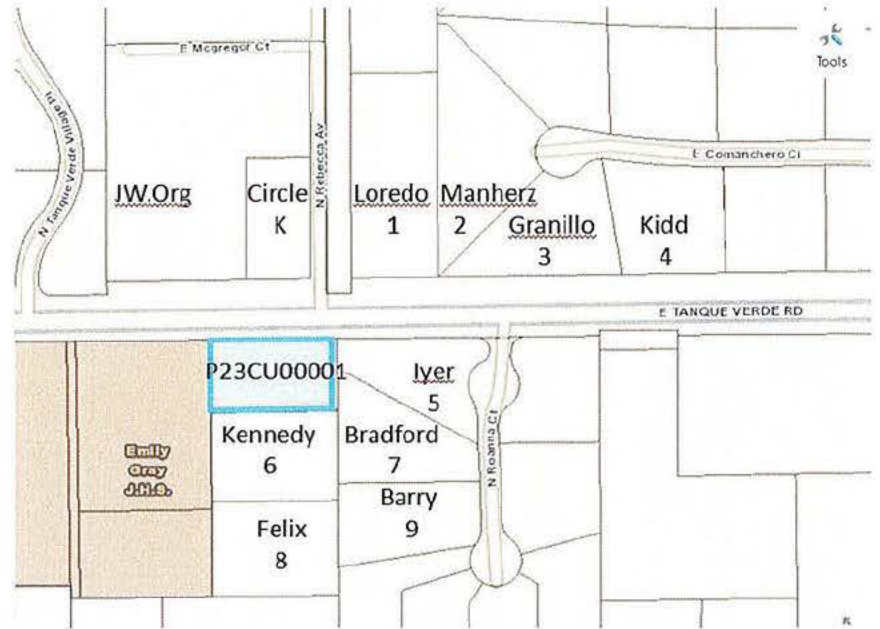 E Mcgregor Ct
Tools
N Tanque Verde Village Pl
N Rebecca Av
E Comanchero Cl
JW.Org
Circle
K
Loredo
1
Manherz
2
Granillo
3
Kidd
4
E TANQUE VERDE RD
P23CU00001
Iyer
5
Emily
Gray
J.H.S.
Kennedy
6
Bradford
7
N Roanna Ct
Barry
9
Felix
8